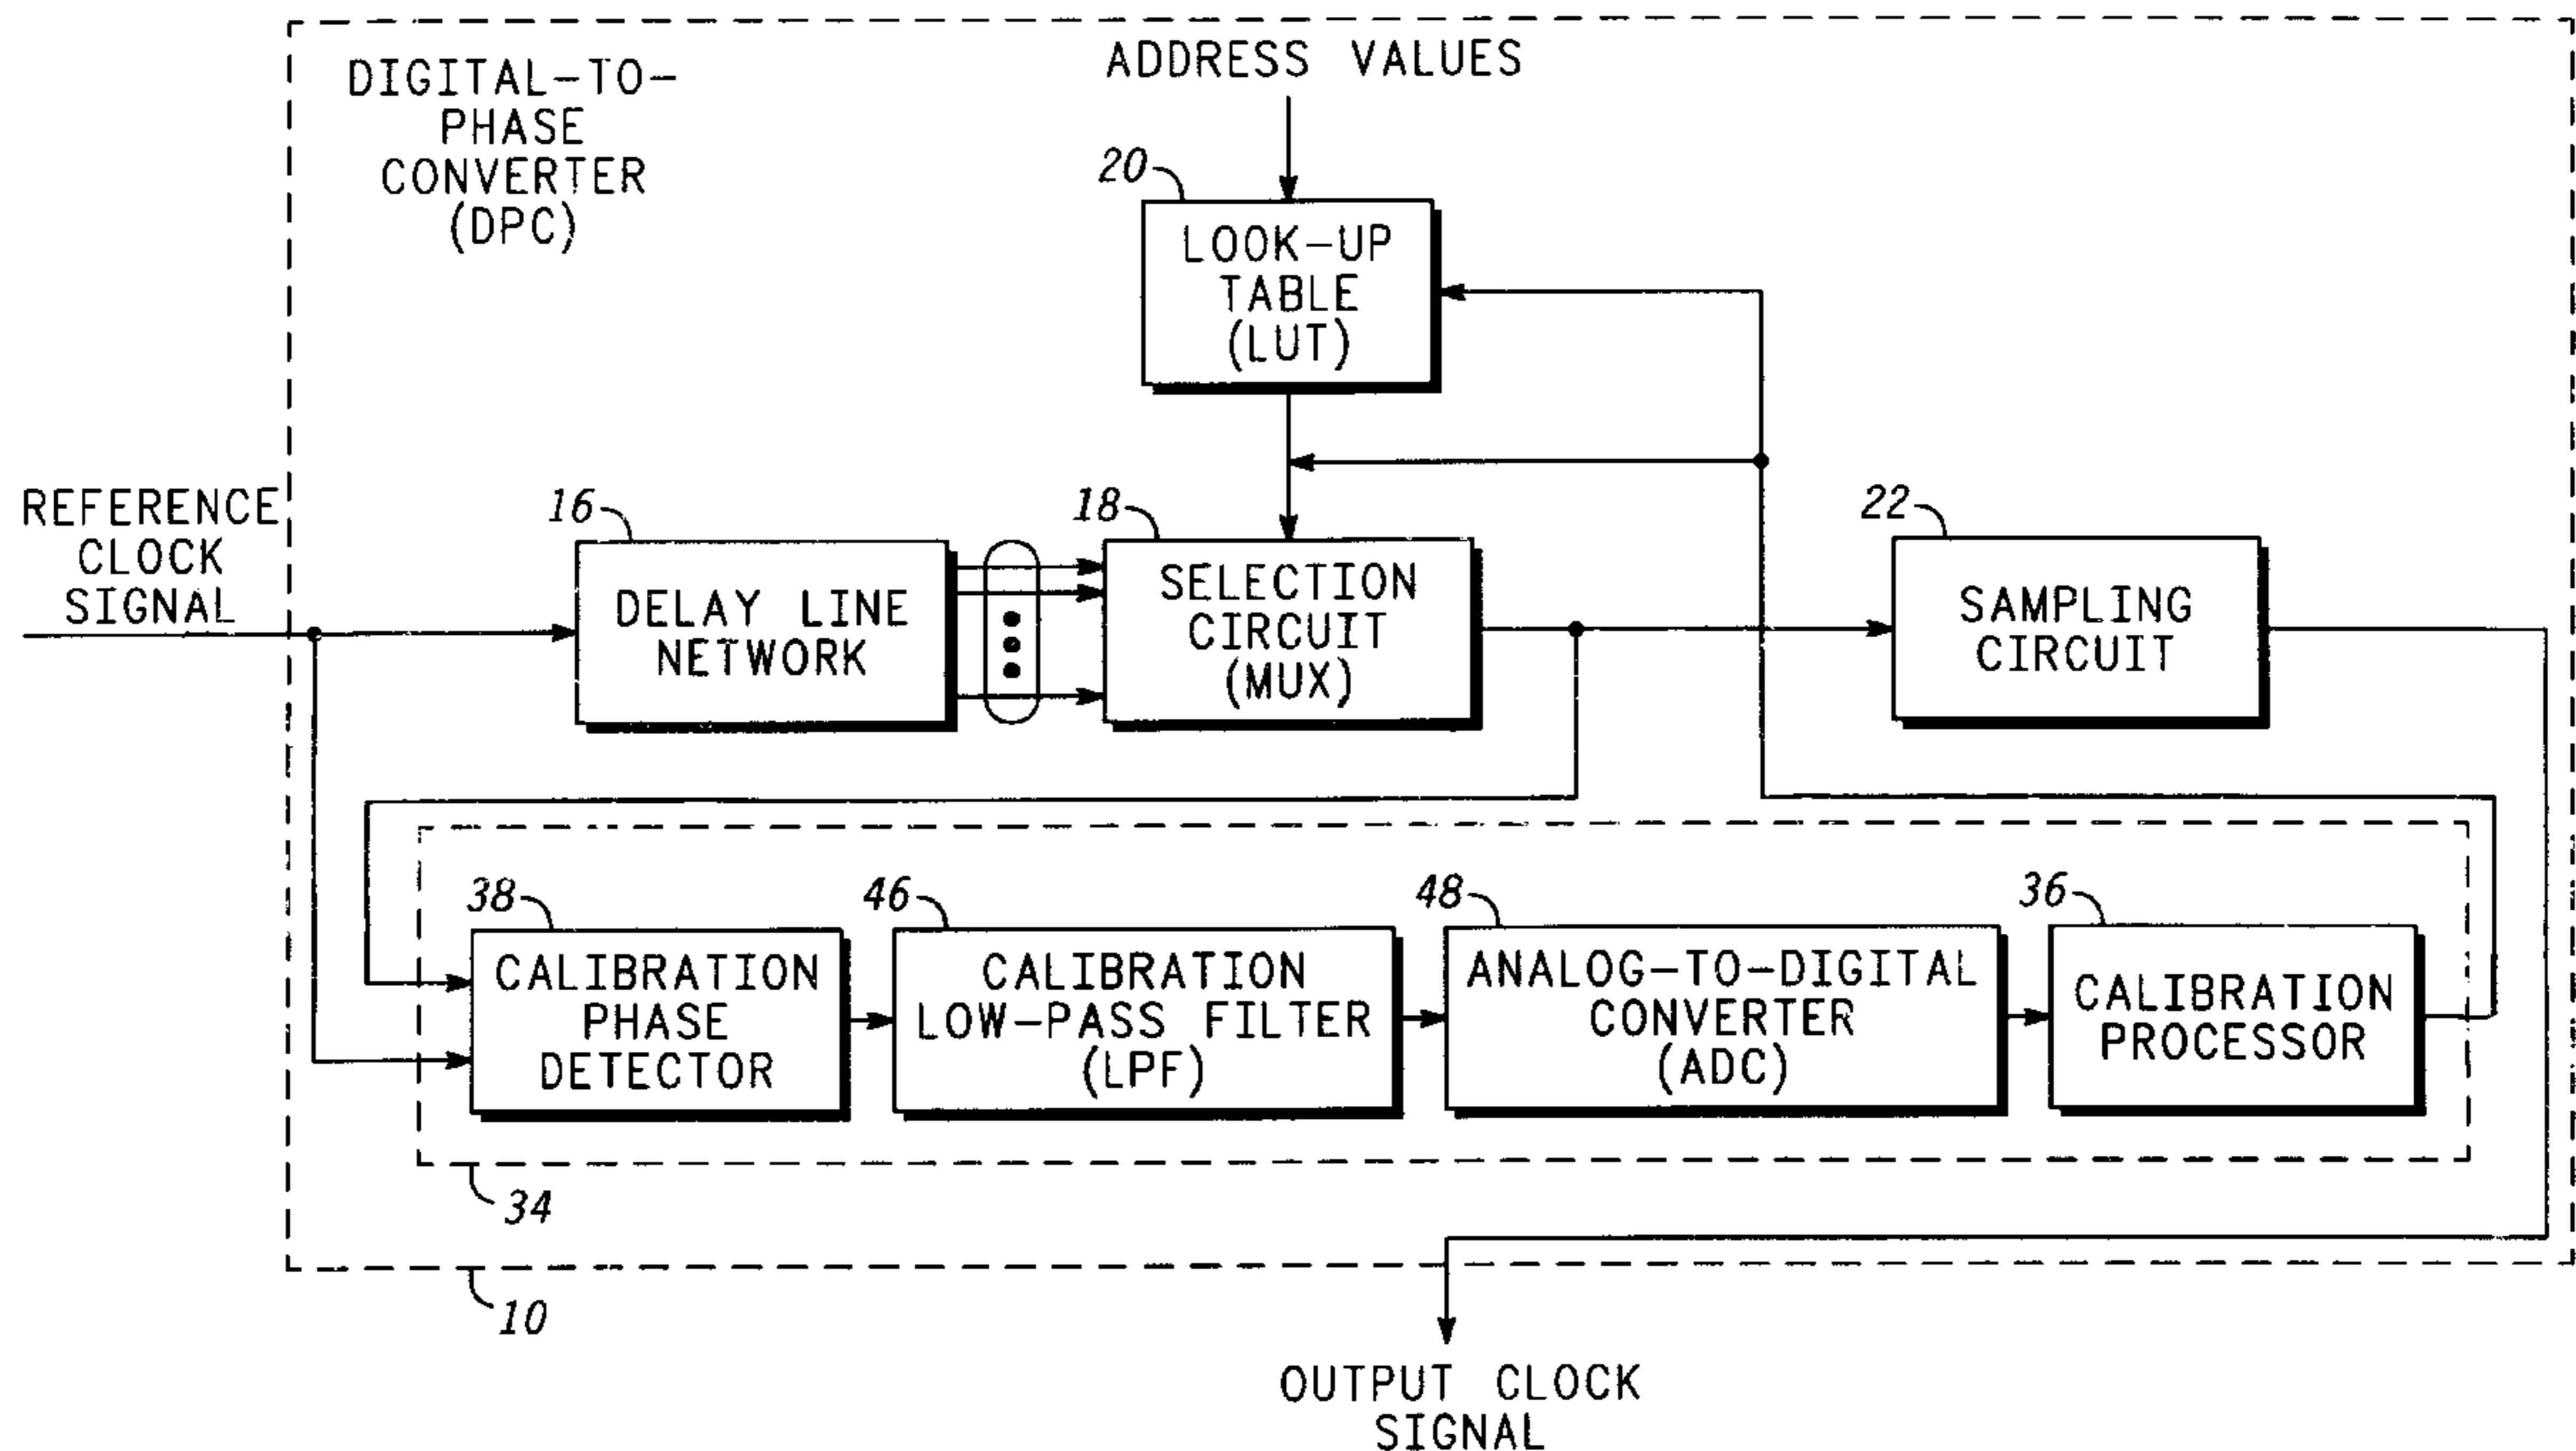 DIGITAL-TO-
PHASE
CONVERTER
(DPC)
ADDRESS VALUES
20
LOOK-UP
TABLE
(LUT)
REFERENCE
CLOCK
SIGNAL
16
DELAY LINE
NETWORK
18
SELECTION
CIRCUIT
(MUX)
22
SAMPLING
CIRCUIT
38
CALIBRATION
PHASE
DETECTOR
46
CALIBRATION
LOW-PASS FILTER
(LPF)
48
ANALOG-TO-DIGITAL
CONVERTER
(ADC)
36
CALIBRATION
PROCESSOR
34
10
OUTPUT CLOCK
SIGNAL